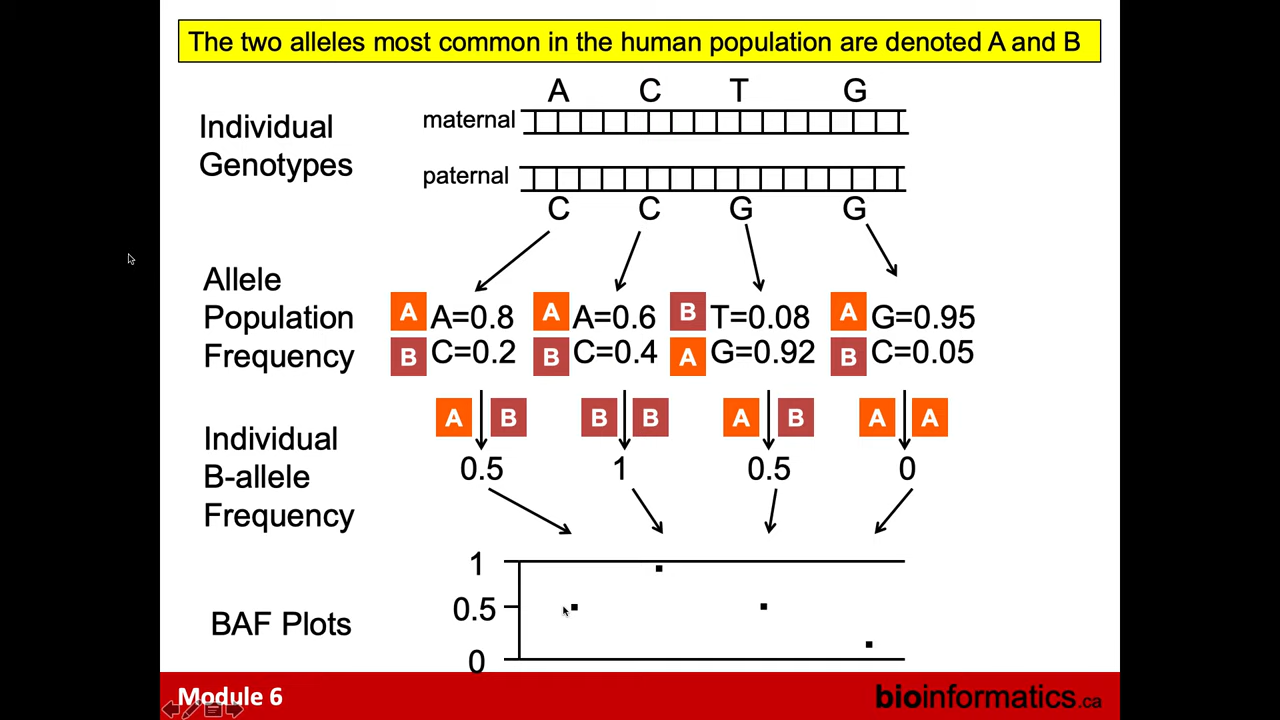 The two alleles most common in the human population are denoted A and B
A C T G
Individual
Genotypes
maternal
paternal
C C G G
Allele
Population
Frequency
A A=0.8 A A=0.6 B T=0.08 A G=0.95
B C=0.2 B C=0.4 A G=0.92 B C=0.05
A B B B A B A A
Individual
B-allele
Frequency
0.5 1 0.5 0
BAF Plots
1
0.5
0
Module 6
bioinformatics.ca